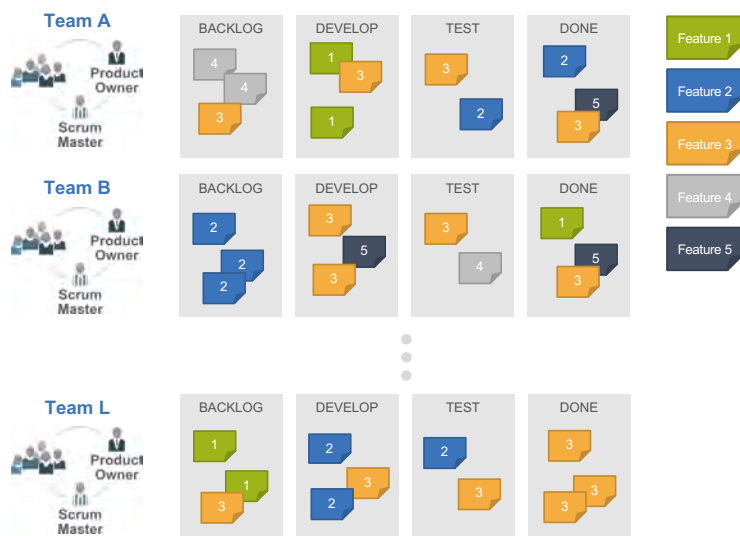 Team A
Product
Owner
Scrum
Master
BACKLOG
4
4
3
DEVELOP
1
3
1
TEST
3
2
DONE
2
5
3
Feature 1
Feature 2
Feature 3
Feature 4
Feature 5
Team B
Product
Owner
Scrum
Master
BACKLOG
2
2
2
DEVELOP
3
5
3
TEST
3
4
DONE
1
5
3
Team L
Product
Owner
Scrum
Master
BACKLOG
1
1
3
DEVELOP
2
3
2
TEST
2
3
DONE
3
3
3